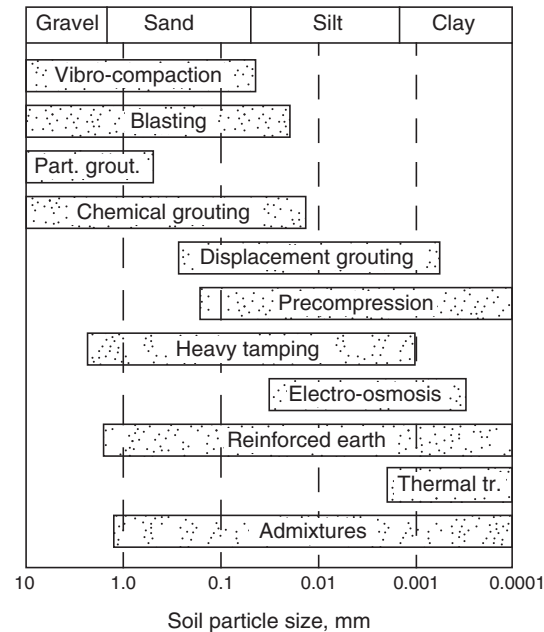 Gravel Sand Silt Clay
Vibro-compaction
Blasting
Part. grout.
Chemical grouting
Displacement grouting
Precompression
Heavy tamping
Electro-osmosis
Reinforced earth
Thermal tr.
Admixtures
10 1.0 0.1 0.01 0.001 0.0001
Soil particle size, mm